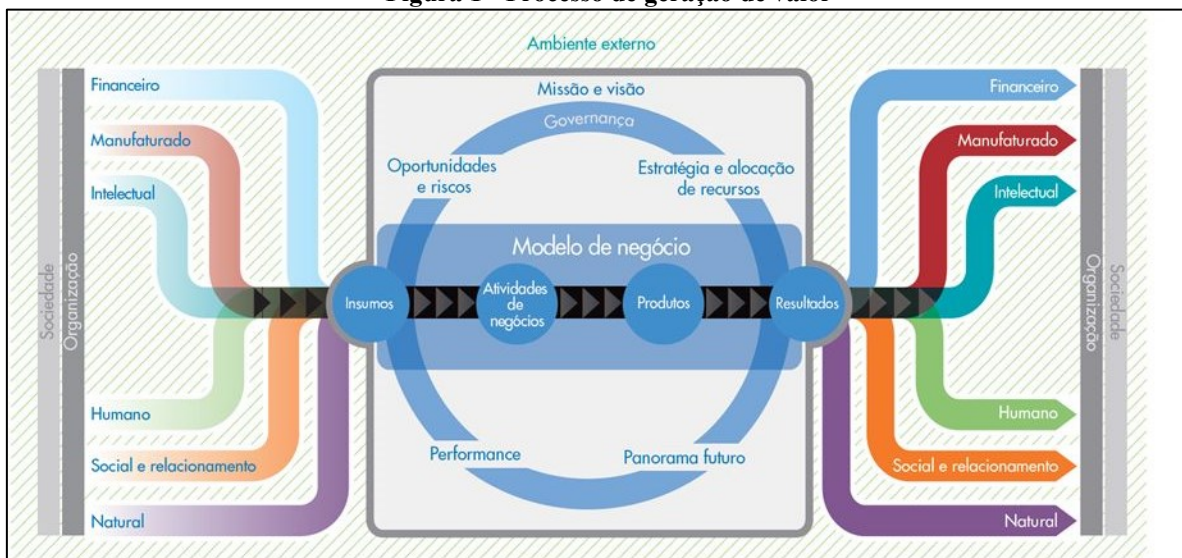 Figura 1 - Processo de geração de valor
Ambiente externo
Sociedade
Organização
Financeiro
Manufaturado
Intelectual
Humano
Social e relacionamento
Natural
Missão e visão
Governança
Oportunidades
e riscos
Estratégia e alocação
de recursos
Modelo de negócio
Insumos
Atividades
de
negócios
Produtos
Resultados
Performance
Panorama futuro
Financeiro
Manufaturado
Intelectual
Humano
Social e relacionamento
Natural
Organização
Sociedade